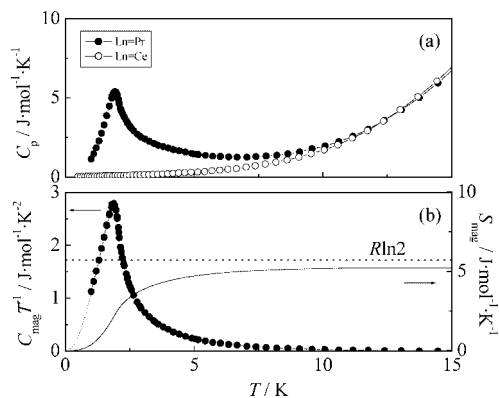 10
(a)
Ln=Pr
Ln=Ce
C_p / J·mol⁻¹·K⁻¹
5
0
3
10
(b)
2
Rln2
5
1
0
0
0
5
10
15
C_mag T¹ / J·mol⁻¹·K⁻²
S_mag / J·mol⁻¹·K⁻¹
T / K